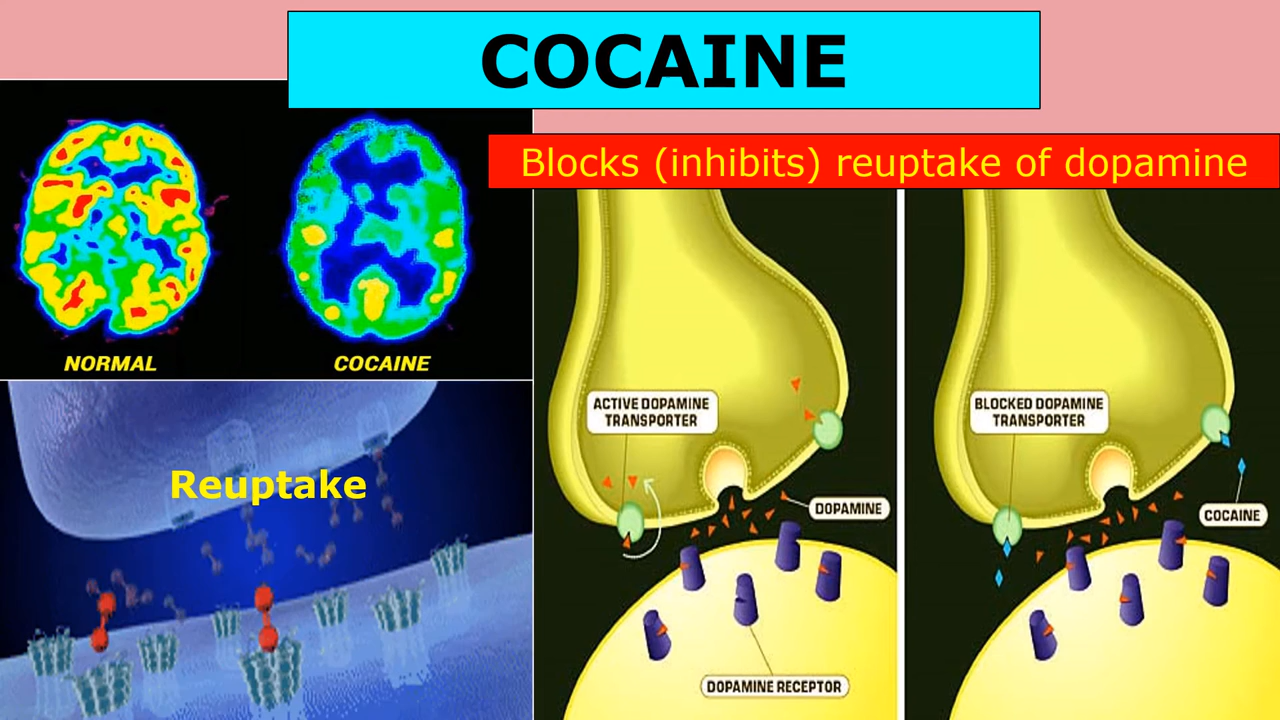 COCAINE
Blocks (inhibits) reuptake of dopamine
NORMAL
COCAINE
Reuptake
ACTIVE DOPAMINE
TRANSPORTER
DOPAMINE
DOPAMINE RECEPTOR
BLOCKED DOPAMINE
TRANSPORTER
COCAINE